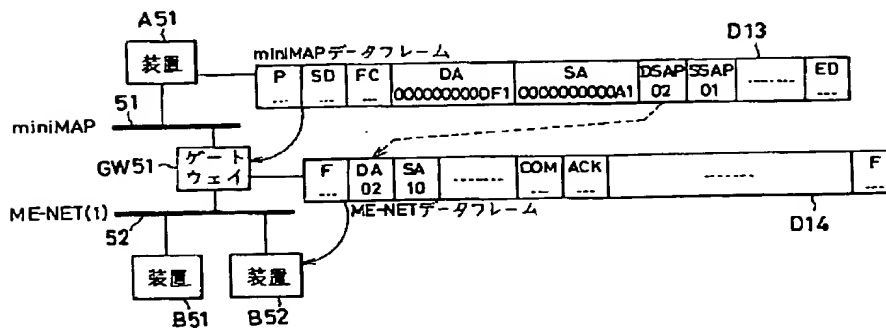 A51
装置
miniMAPデータフレーム
D13
P
---
SD
---
FC
---
DA
000000000DF1
SA
0000000000A1
DSAP
02
SSAP
01
-------
ED
---
51
miniMAP
GW51
ゲート
ウェイ
F
---
DA
02
SA
10
-------
COM
---
ACK
---
-------
F
---
ME-NETデータフレーム
D14
ME-NET(1)
52
装置
B51
装置
B52